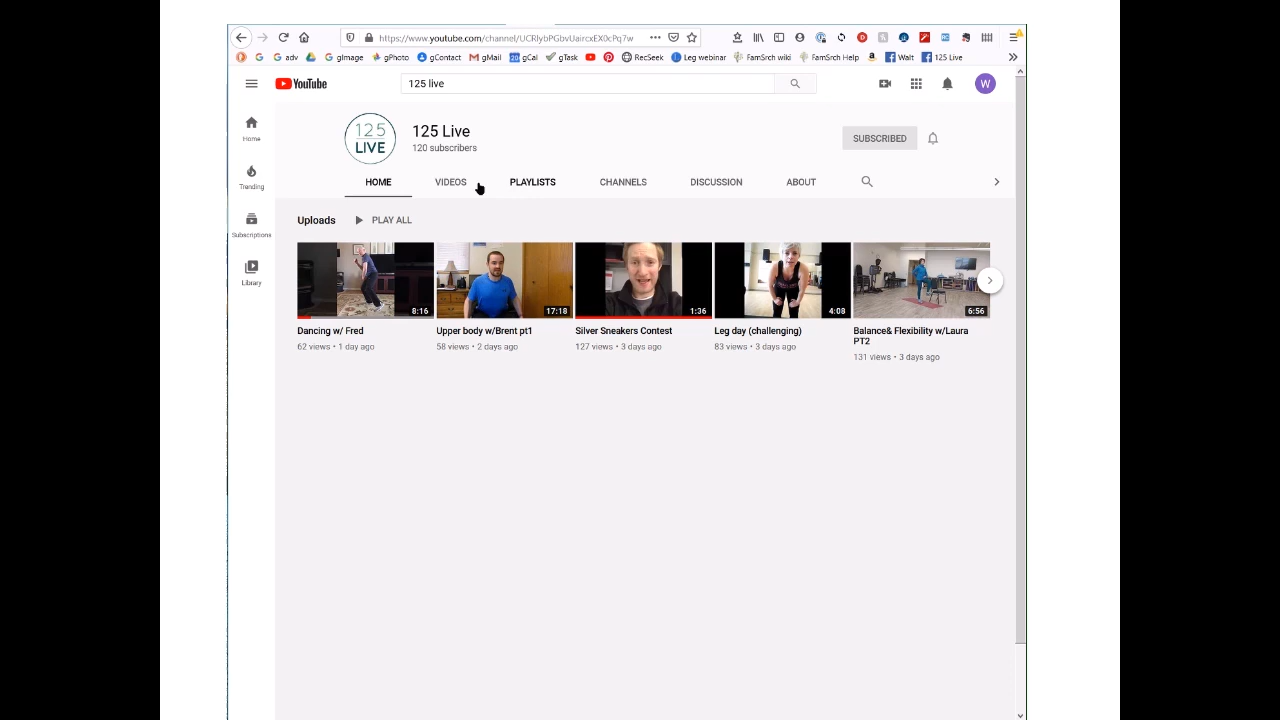 https://www.youtube.com/channel/UCRlybPGbvUaircxEX0cPq7w
G G adv gImage gPhoto gContact gMail 20 gCal gTask RecSeek Leg webinar FamSrch wiki FamSrch Help Walt 125 Live
YouTube
125 live
W
Home
Trending
Subscriptions
Library
125
LIVE
125 Live
120 subscribers
SUBSCRIBED
HOME VIDEOS PLAYLISTS CHANNELS DISCUSSION ABOUT
Uploads PLAY ALL
8:16 17:18 1:36 4:08 6:56
Dancing w/ Fred
62 views • 1 day ago
Upper body w/Brent pt1
58 views • 2 days ago
Silver Sneakers Contest
127 views • 3 days ago
Leg day (challenging)
83 views • 3 days ago
Balance& Flexibility w/Laura
PT2
131 views • 3 days ago